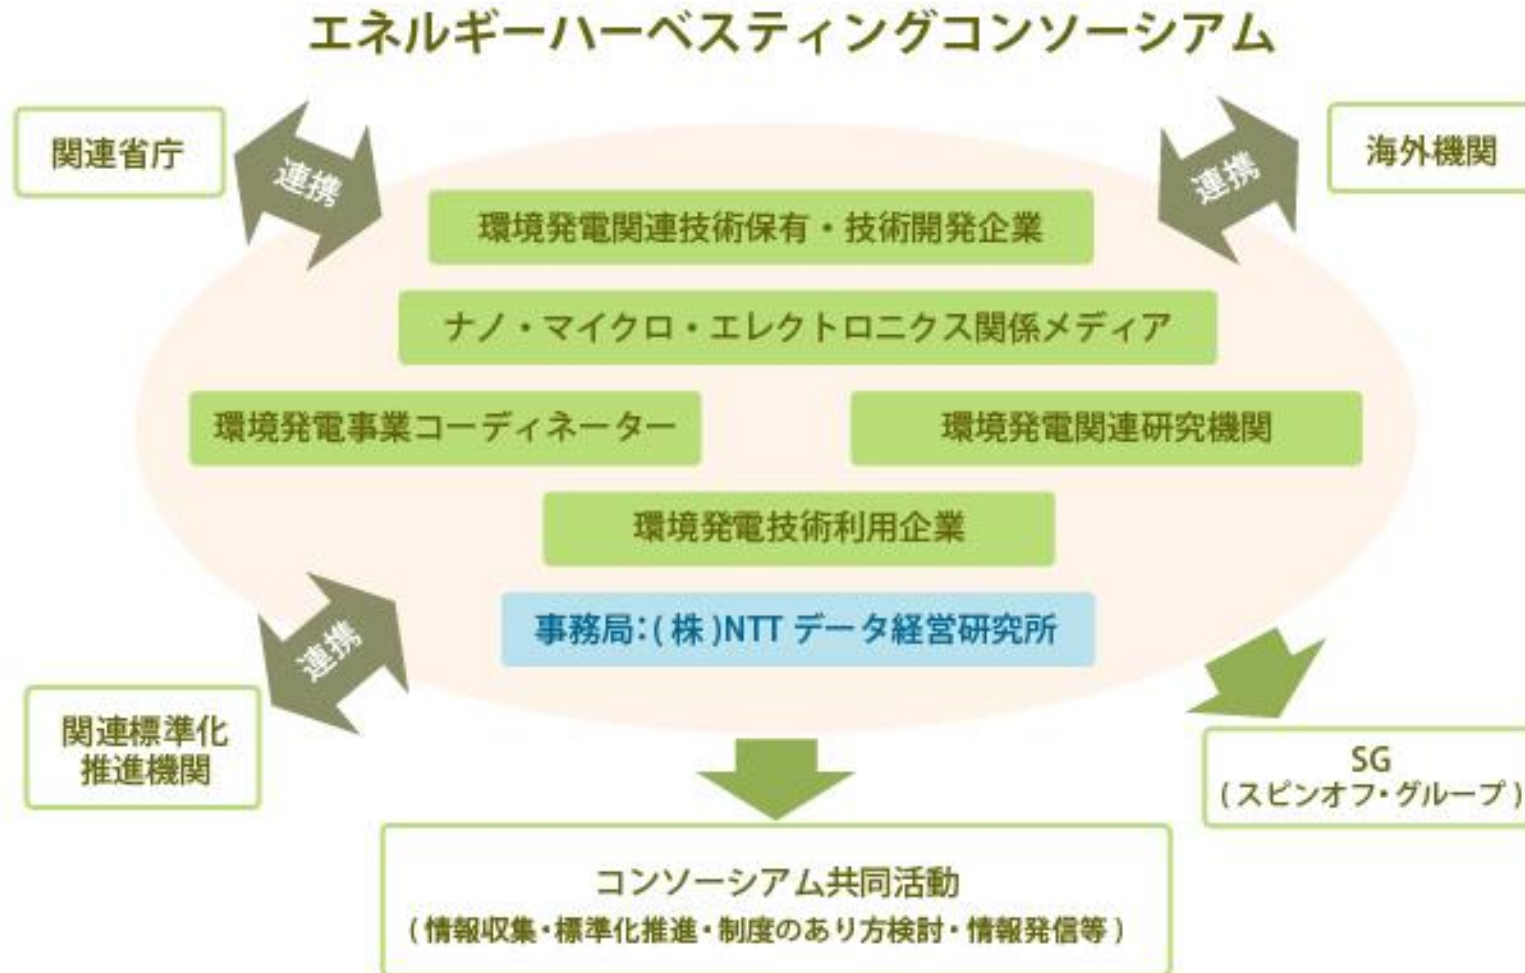 エネルギーハーベスティングコンソーシアム
関連省庁
連携
連携
海外機関
環境発電関連技術保有・技術開発企業
ナノ・マイクロ・エレクトロニクス関係メディア
環境発電事業コーディネーター
環境発電関連研究機関
環境発電技術利用企業
事務局：(株)NTTデータ経営研究所
連携
関連標準化
推進機関
SG
(スピンオフ・グループ)
コンソーシアム共同活動
(情報収集・標準化推進・制度のあり方検討・情報発信等)